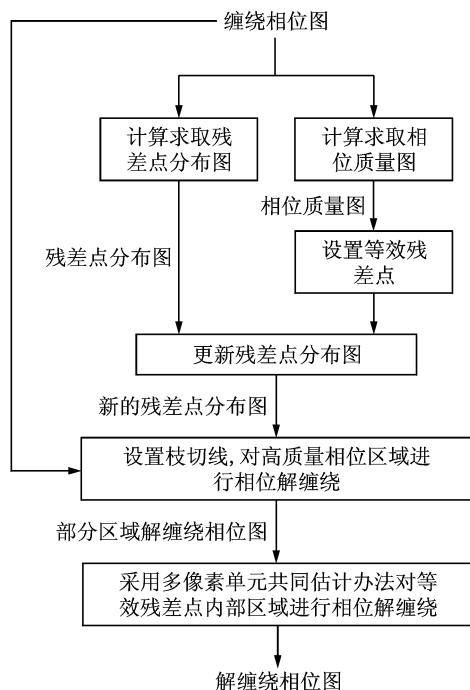 缠绕相位图
计算求取残
差点分布图
计算求取相
位质量图
相位质量图
残差点分布图
设置等效残
差点
更新残差点分布图
新的残差点分布图
设置枝切线,对高质量相位区域进
行相位解缠绕
部分区域解缠绕相位图
采用多像素单元共同估计办法对等
效残差点内部区域进行相位解缠绕
解缠绕相位图